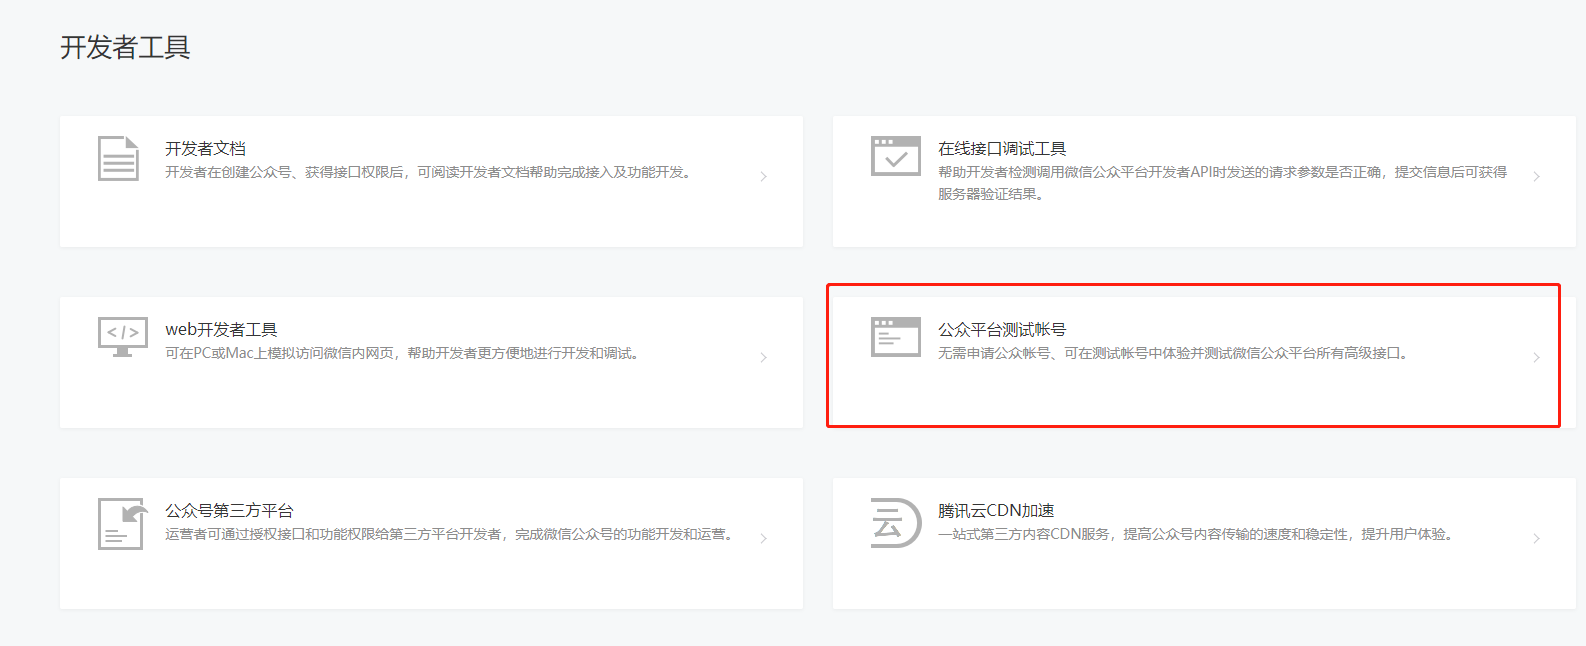 开发者工具
开发者文档
开发者在创建公众号、获得接口权限后，可阅读开发者文档帮助完成接入及功能开发。
在线接口调试工具
帮助开发者检测调用微信公众平台开发者API时发送的请求参数是否正确，提交信息后可获得
服务器验证结果。
web开发者工具
可在PC或Mac上模拟访问微信内网页，帮助开发者更方便地进行开发和调试。
公众平台测试帐号
无需申请公众帐号、可在测试帐号中体验并测试微信公众平台所有高级接口。
公众号第三方平台
运营者可通过授权接口和功能权限给第三方平台开发者，完成微信公众号的功能开发和运营。
云
腾讯云CDN加速
一站式第三方内容CDN服务，提高公众号内容传输的速度和稳定性，提升用户体验。